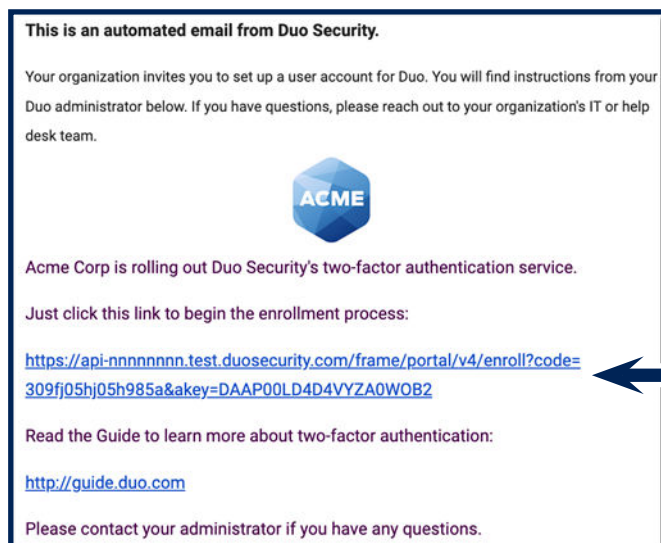 This is an automated email from Duo Security.
Your organization invites you to set up a user account for Duo. You will find instructions from your
Duo administrator below. If you have questions, please reach out to your organization's IT or help
desk team.
ACME
Acme Corp is rolling out Duo Security's two-factor authentication service.
Just click this link to begin the enrollment process:
https://api-nnnnnnnn.test.duosecurity.com/frame/portal/v4/enroll?code=
309fj05hj05h985a&akey=DAAP00LD4D4VYZA0WOB2
Read the Guide to learn more about two-factor authentication:
http://guide.duo.com
Please contact your administrator if you have any questions.